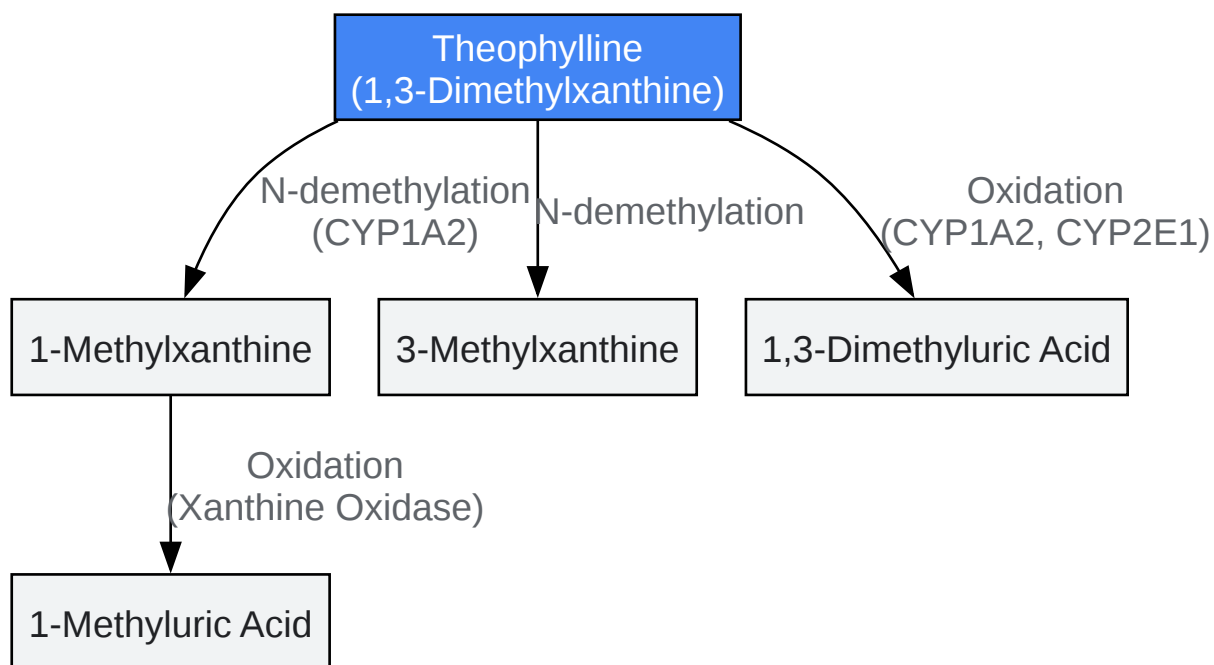 Theophylline
(1,3-Dimethylxanthine)
N-demethylation
(CYP1A2)
N-demethylation
Oxidation
(CYP1A2, CYP2E1)
1-Methylxanthine
3-Methylxanthine
1,3-Dimethyluric Acid
Oxidation
(Xanthine Oxidase)
1-Methyluric Acid